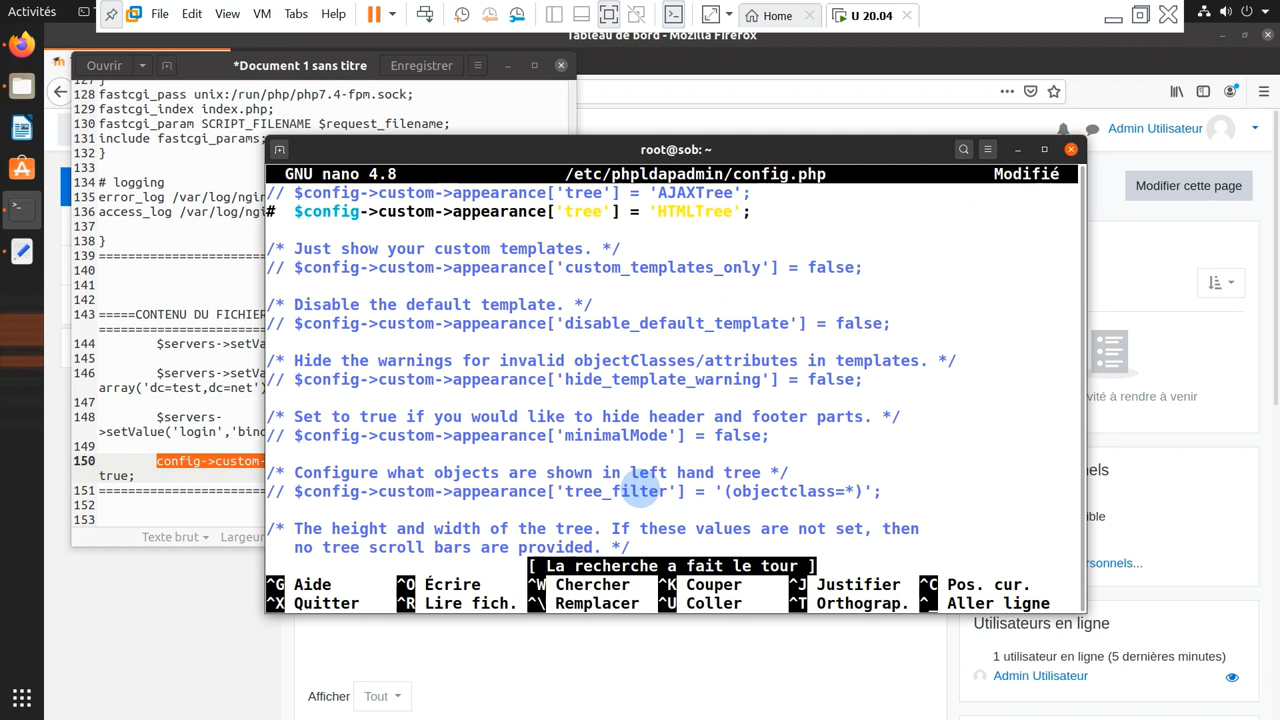 Activités
File Edit View VM Tabs Help
Home
U 20.04
Tableau de bord - Mozilla Firefox
Ouvrir
*Document 1 sans titre
Enregistrer
127 }
128 fastcgi_pass unix:/run/php/php7.4-fpm.sock;
129 fastcgi_index index.php;
130 fastcgi_param SCRIPT_FILENAME $request_filename;
131 include fastcgi_params;
132 }
133
134 # logging
135 error_log /var/log/ngin
136 access_log /var/log/ngi
137
138 }
139 ========================
140
141
142
143 =====CONTENU DU FICHIER
========================
144 $servers->setVa
145
146 $servers->setVa
array('dc=test,dc=net')
147
148 $servers-
>setValue('login','bind
149
150 config->custom-
true;
151 ========================
152
153
Texte brut
Largeur
root@sob: ~
GNU nano 4.8 /etc/phpldapadmin/config.php Modifié
// $config->custom->appearance['tree'] = 'AJAXTree';
#  $config->custom->appearance['tree'] = 'HTMLTree';
/* Just show your custom templates. */
// $config->custom->appearance['custom_templates_only'] = false;
/* Disable the default template. */
// $config->custom->appearance['disable_default_template'] = false;
/* Hide the warnings for invalid objectClasses/attributes in templates. */
// $config->custom->appearance['hide_template_warning'] = false;
/* Set to true if you would like to hide header and footer parts. */
// $config->custom->appearance['minimalMode'] = false;
/* Configure what objects are shown in left hand tree */
// $config->custom->appearance['tree_filter'] = '(objectclass=*)';
/* The height and width of the tree. If these values are not set, then
no tree scroll bars are provided. */
[ La recherche a fait le tour ]
^G Aide ^O Écrire ^W Chercher ^K Couper ^J Justifier ^C Pos. cur.
^X Quitter ^R Lire fich. ^\ Remplacer ^U Coller ^T Orthograp. ^_ Aller ligne
Admin Utilisateur
Modifier cette page
vité à rendre à venir
nels
ible
onnels...
Utilisateurs en ligne
1 utilisateur en ligne (5 dernières minutes)
Admin Utilisateur
Afficher Tout